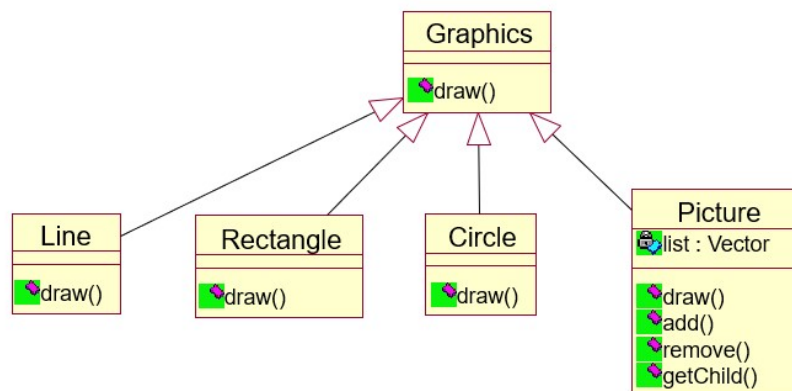 Graphics
draw()
Line
draw()
Rectangle
draw()
Circle
draw()
Picture
list : Vector
draw()
add()
remove()
getChild()